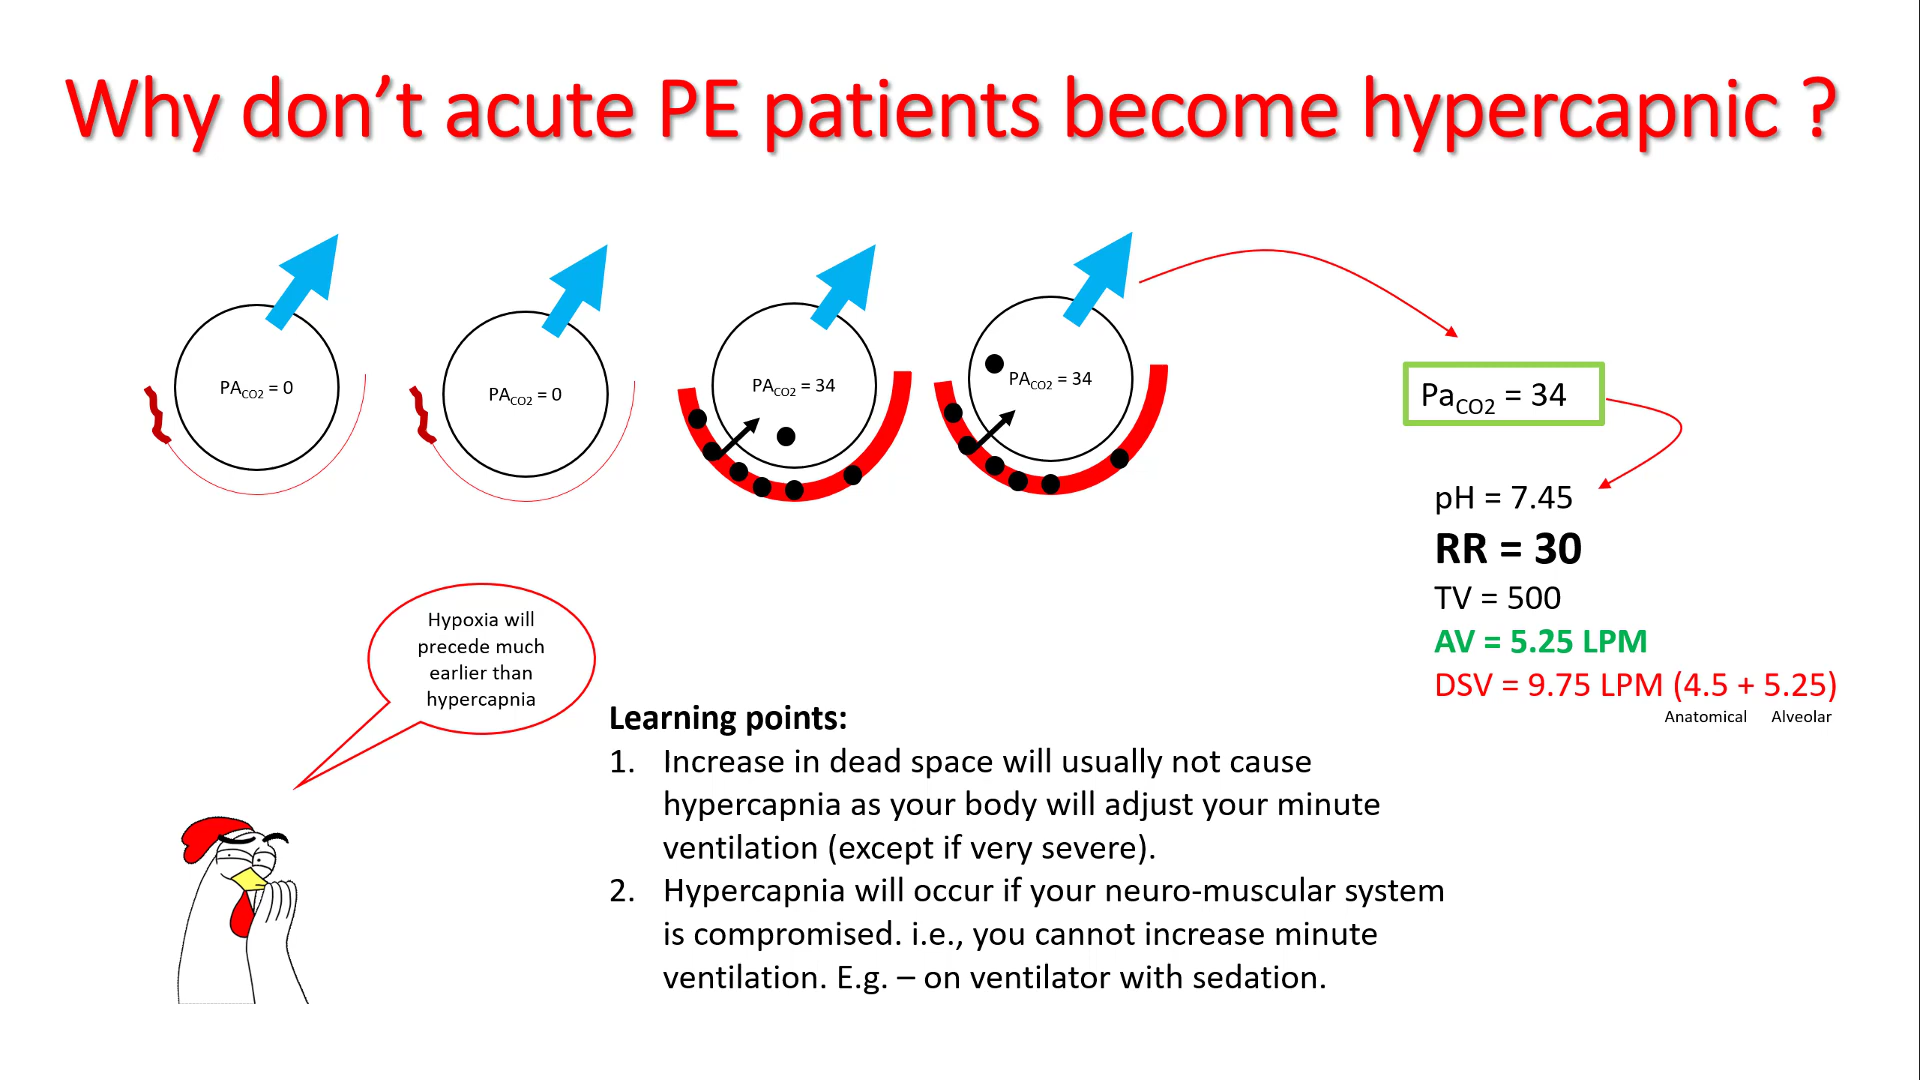 Why don’t acute PE patients become hypercapnic ?
PACO2 = 0
PACO2 = 0
PACO2 = 34
PACO2 = 34
PaCO2 = 34
pH = 7.45
RR = 30
TV = 500
AV = 5.25 LPM
DSV = 9.75 LPM (4.5 + 5.25)
Anatomical Alveolar
Hypoxia will
precede much
earlier than
hypercapnia
Learning points:
1. Increase in dead space will usually not cause
hypercapnia as your body will adjust your minute
ventilation (except if very severe).
2. Hypercapnia will occur if your neuro-muscular system
is compromised. i.e., you cannot increase minute
ventilation. E.g. – on ventilator with sedation.